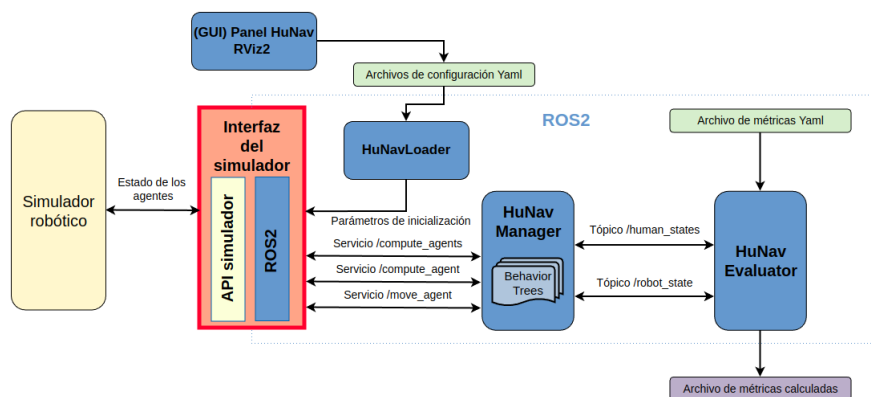 (GUI) Panel HuNav
RViz2
Archivos de configuración Yaml
ROS2
Interfaz
del
simulador
API simulador
ROS2
HuNavLoader
Archivo de métricas Yaml
Simulador
robótico
Estado de los
agentes
Parámetros de inicialización
Servicio /compute_agents
Servicio /compute_agent
Servicio /move_agent
HuNav
Manager
Behavior
Trees
Tópico /human_states
Tópico /robot_state
HuNav
Evaluator
Archivo de métricas calculadas